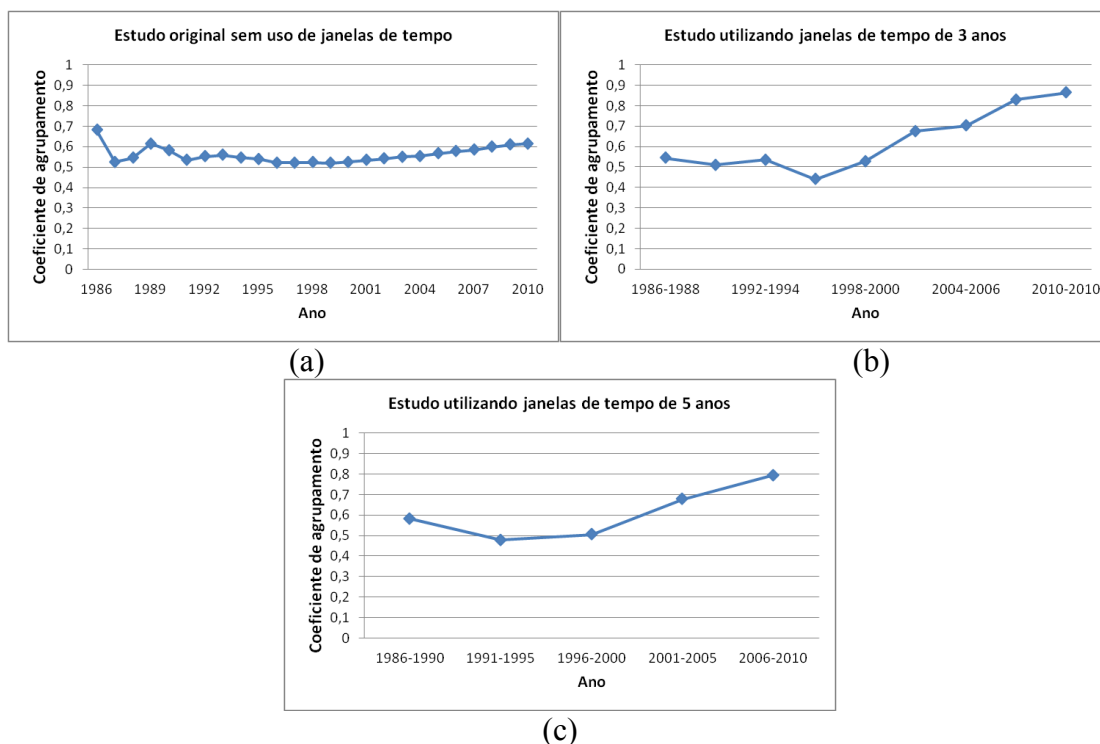 Estudo original sem uso de janelas de tempo
Coeficiente de agrupamento
1
0,9
0,8
0,7
0,6
0,5
0,4
0,3
0,2
0,1
0
1986 1989 1992 1995 1998 2001 2004 2007 2010
Ano
(a)
Estudo utilizando janelas de tempo de 3 anos
Coeficiente de agrupamento
1
0,9
0,8
0,7
0,6
0,5
0,4
0,3
0,2
0,1
0
1986-1988 1992-1994 1998-2000 2004-2006 2010-2010
Ano
(b)
Estudo utilizando janelas de tempo de 5 anos
Coeficiente de agrupamento
1
0,9
0,8
0,7
0,6
0,5
0,4
0,3
0,2
0,1
0
1986-1990 1991-1995 1996-2000 2001-2005 2006-2010
Ano
(c)